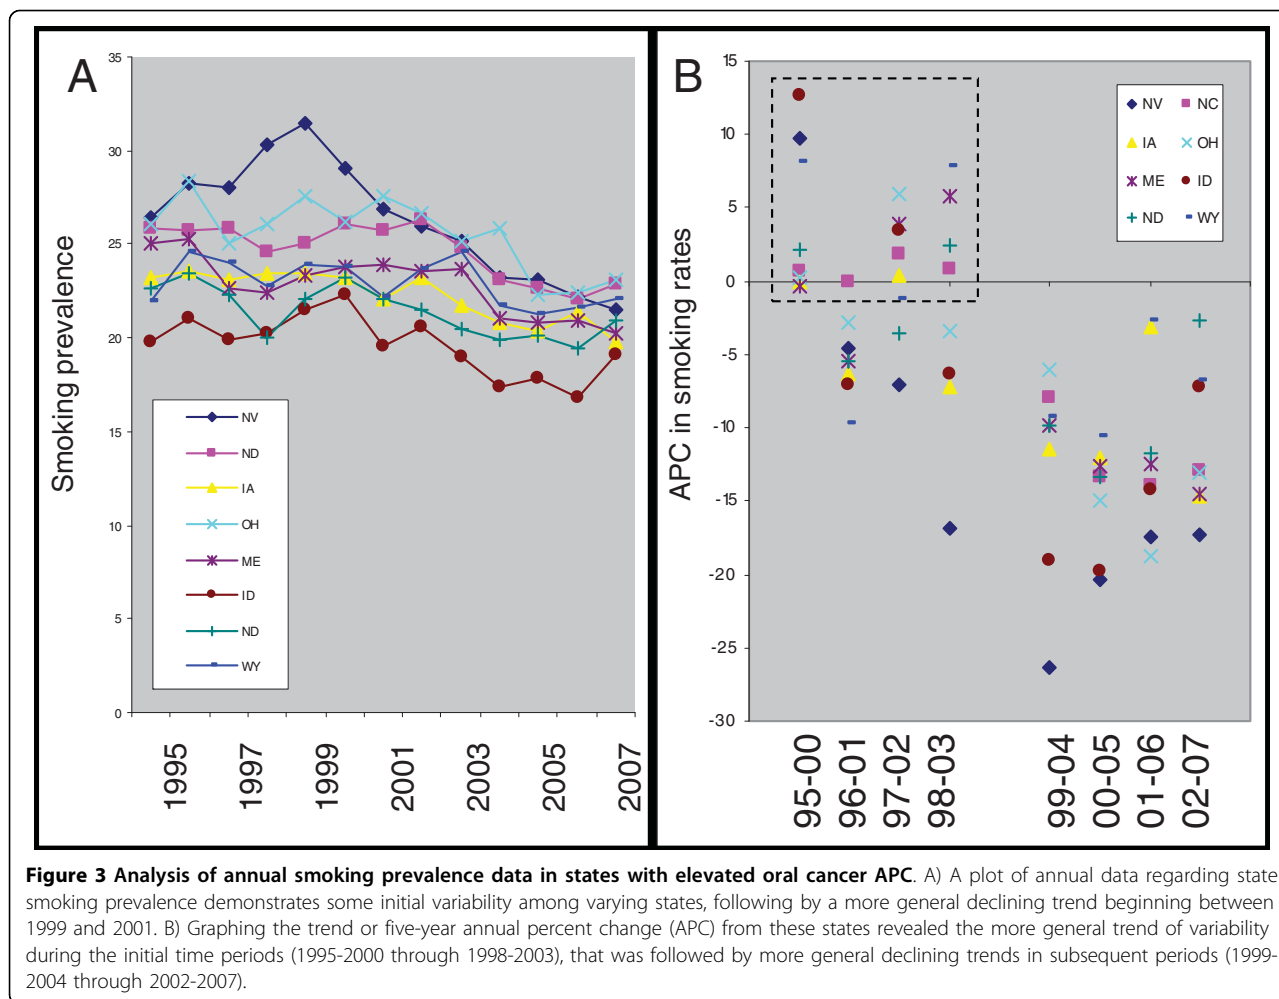 A
Smoking prevalence
35
30
25
20
15
10
5
0
NV
ND
IA
OH
ME
ID
ND
WY
1995
1997
1999
2001
2003
2005
2007
B
APC in smoking rates
15
10
5
0
-5
-10
-15
-20
-25
-30
NV NC
IA OH
ME ID
ND WY
95-00
96-01
97-02
98-03
99-04
00-05
01-06
02-07
Figure 3 Analysis of annual smoking prevalence data in states with elevated oral cancer APC. A) A plot of annual data regarding state
smoking prevalence demonstrates some initial variability among varying states, following by a more general declining trend beginning between
1999 and 2001. B) Graphing the trend or five-year annual percent change (APC) from these states revealed the more general trend of variability
during the initial time periods (1995-2000 through 1998-2003), that was followed by more general declining trends in subsequent periods (1999-
2004 through 2002-2007).